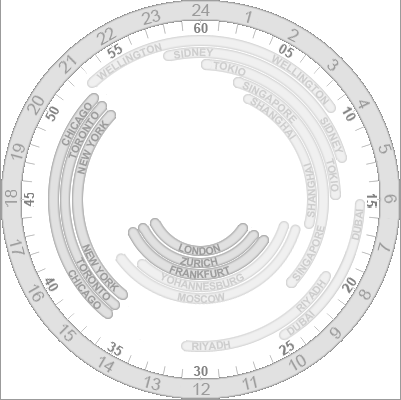 24
1
2
3
4
5
6
7
8
9
10
11
12
13
14
15
16
17
18
19
20
21
22
23
60
05
10
15
20
25
30
35
40
45
50
55
WELLINGTON
WELLINGTON
SIDNEY
SIDNEY
TOKIO
TOKIO
SINGAPORE
SINGAPORE
SHANGHAI
SHANGHAI
DUBAI
DUBAI
RIYADH
RIYADH
MOSCOW
YOHANNESBURG
FRANKFURT
ZURICH
LONDON
CHICAGO
TORONTO
NEW YORK
NEW YORK
TORONTO
CHICAGO